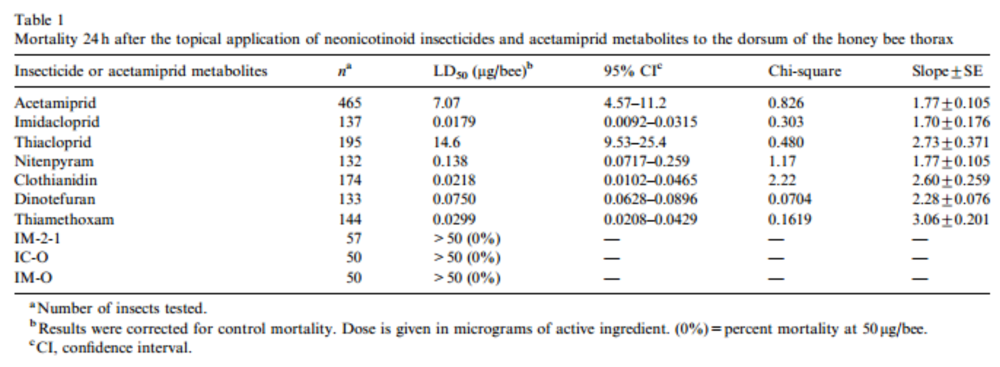 Table 1
Mortality 24 h after the topical application of neonicotinoid insecticides and acetamiprid metabolites to the dorsum of the honey bee thorax
Insecticide or acetamiprid metabolites nᵃ LD₅₀ (μg/bee)ᵇ 95% CIᶜ Chi-square Slope±SE
Acetamiprid 465 7.07 4.57–11.2 0.826 1.77±0.105
Imidacloprid 137 0.0179 0.0092–0.0315 0.303 1.70±0.176
Thiacloprid 195 14.6 9.53–25.4 0.480 2.73±0.371
Nitenpyram 132 0.138 0.0717–0.259 1.17 1.77±0.105
Clothianidin 174 0.0218 0.0102–0.0465 2.22 2.60±0.259
Dinotefuran 133 0.0750 0.0628–0.0896 0.0704 2.28±0.076
Thiamethoxam 144 0.0299 0.0208–0.0429 0.1619 3.06±0.201
IM-2-1 57 > 50 (0%) — — —
IC-O 50 > 50 (0%) — — —
IM-O 50 > 50 (0%) — — —
ᵃNumber of insects tested.
ᵇResults were corrected for control mortality. Dose is given in micrograms of active ingredient. (0%)=percent mortality at 50 μg/bee.
ᶜCI, confidence interval.